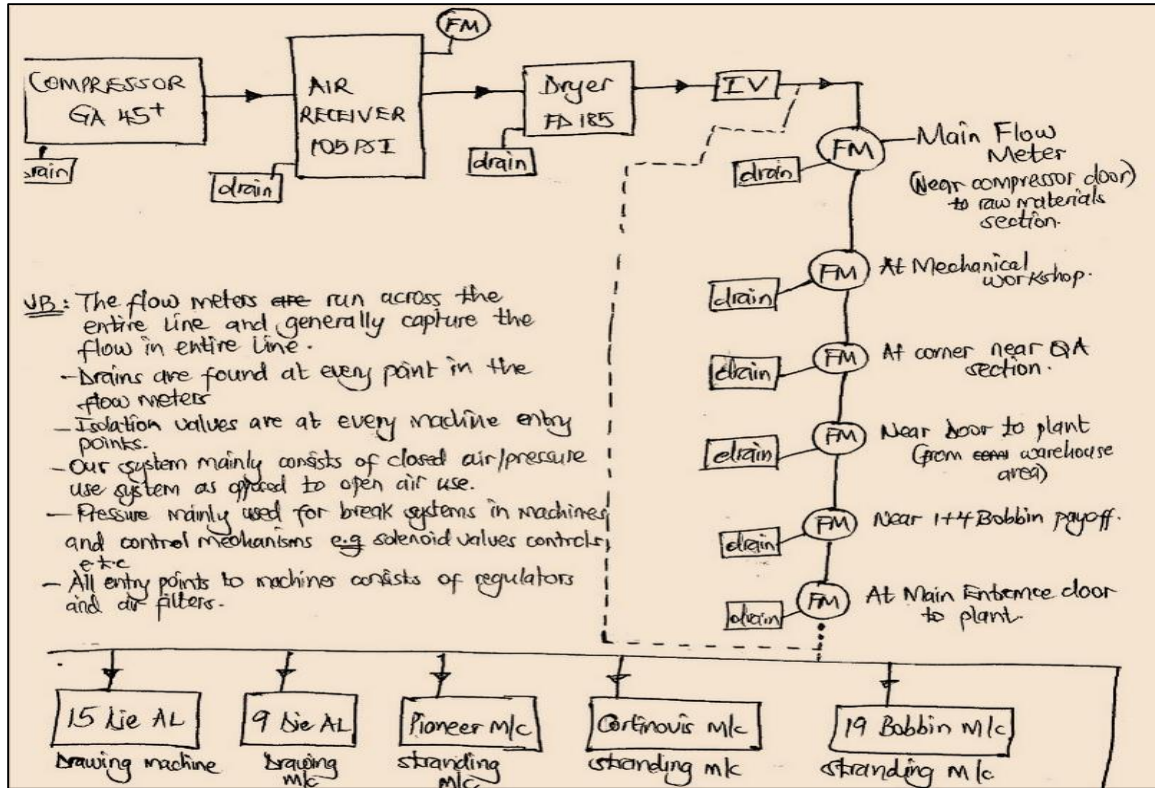 FM
COMPRESSOR
GA 45+
drain
AIR
RECEIVER
105 PSI
drain
Dryer
FD 185
drain
IV
FM
Main Flow
Meter
(Near compressor door)
to raw materials
section.
drain
FM
At Mechanical
workshop.
drain
FM
At corner near QA
section.
drain
FM
Near door to plant
(from warehouse
area)
drain
FM
Near 1+4 Bobbin payoff.
drain
FM
At Main Entrance door
to plant.
drain
NB: The flow meters are run across the
entire line and generally capture the
flow in entire line.
- Drains are found at every point in the
flow meters
- Isolation values are at every machine entry
points.
- Our system mainly consists of closed air/pressure
use system as opposed to open air use.
- Pressure mainly used for break systems in machines
and control mechanisms e.g solenoid values controls
e.t.c
- All entry points to machines consists of regulators
and air filters.
15 Die AL
Drawing machine
9 Die AL
Drawing
M/c
Pioneer M/c
stranding
M/c
Cortinovis M/c
stranding M/c
19 Bobbin M/c
stranding M/c